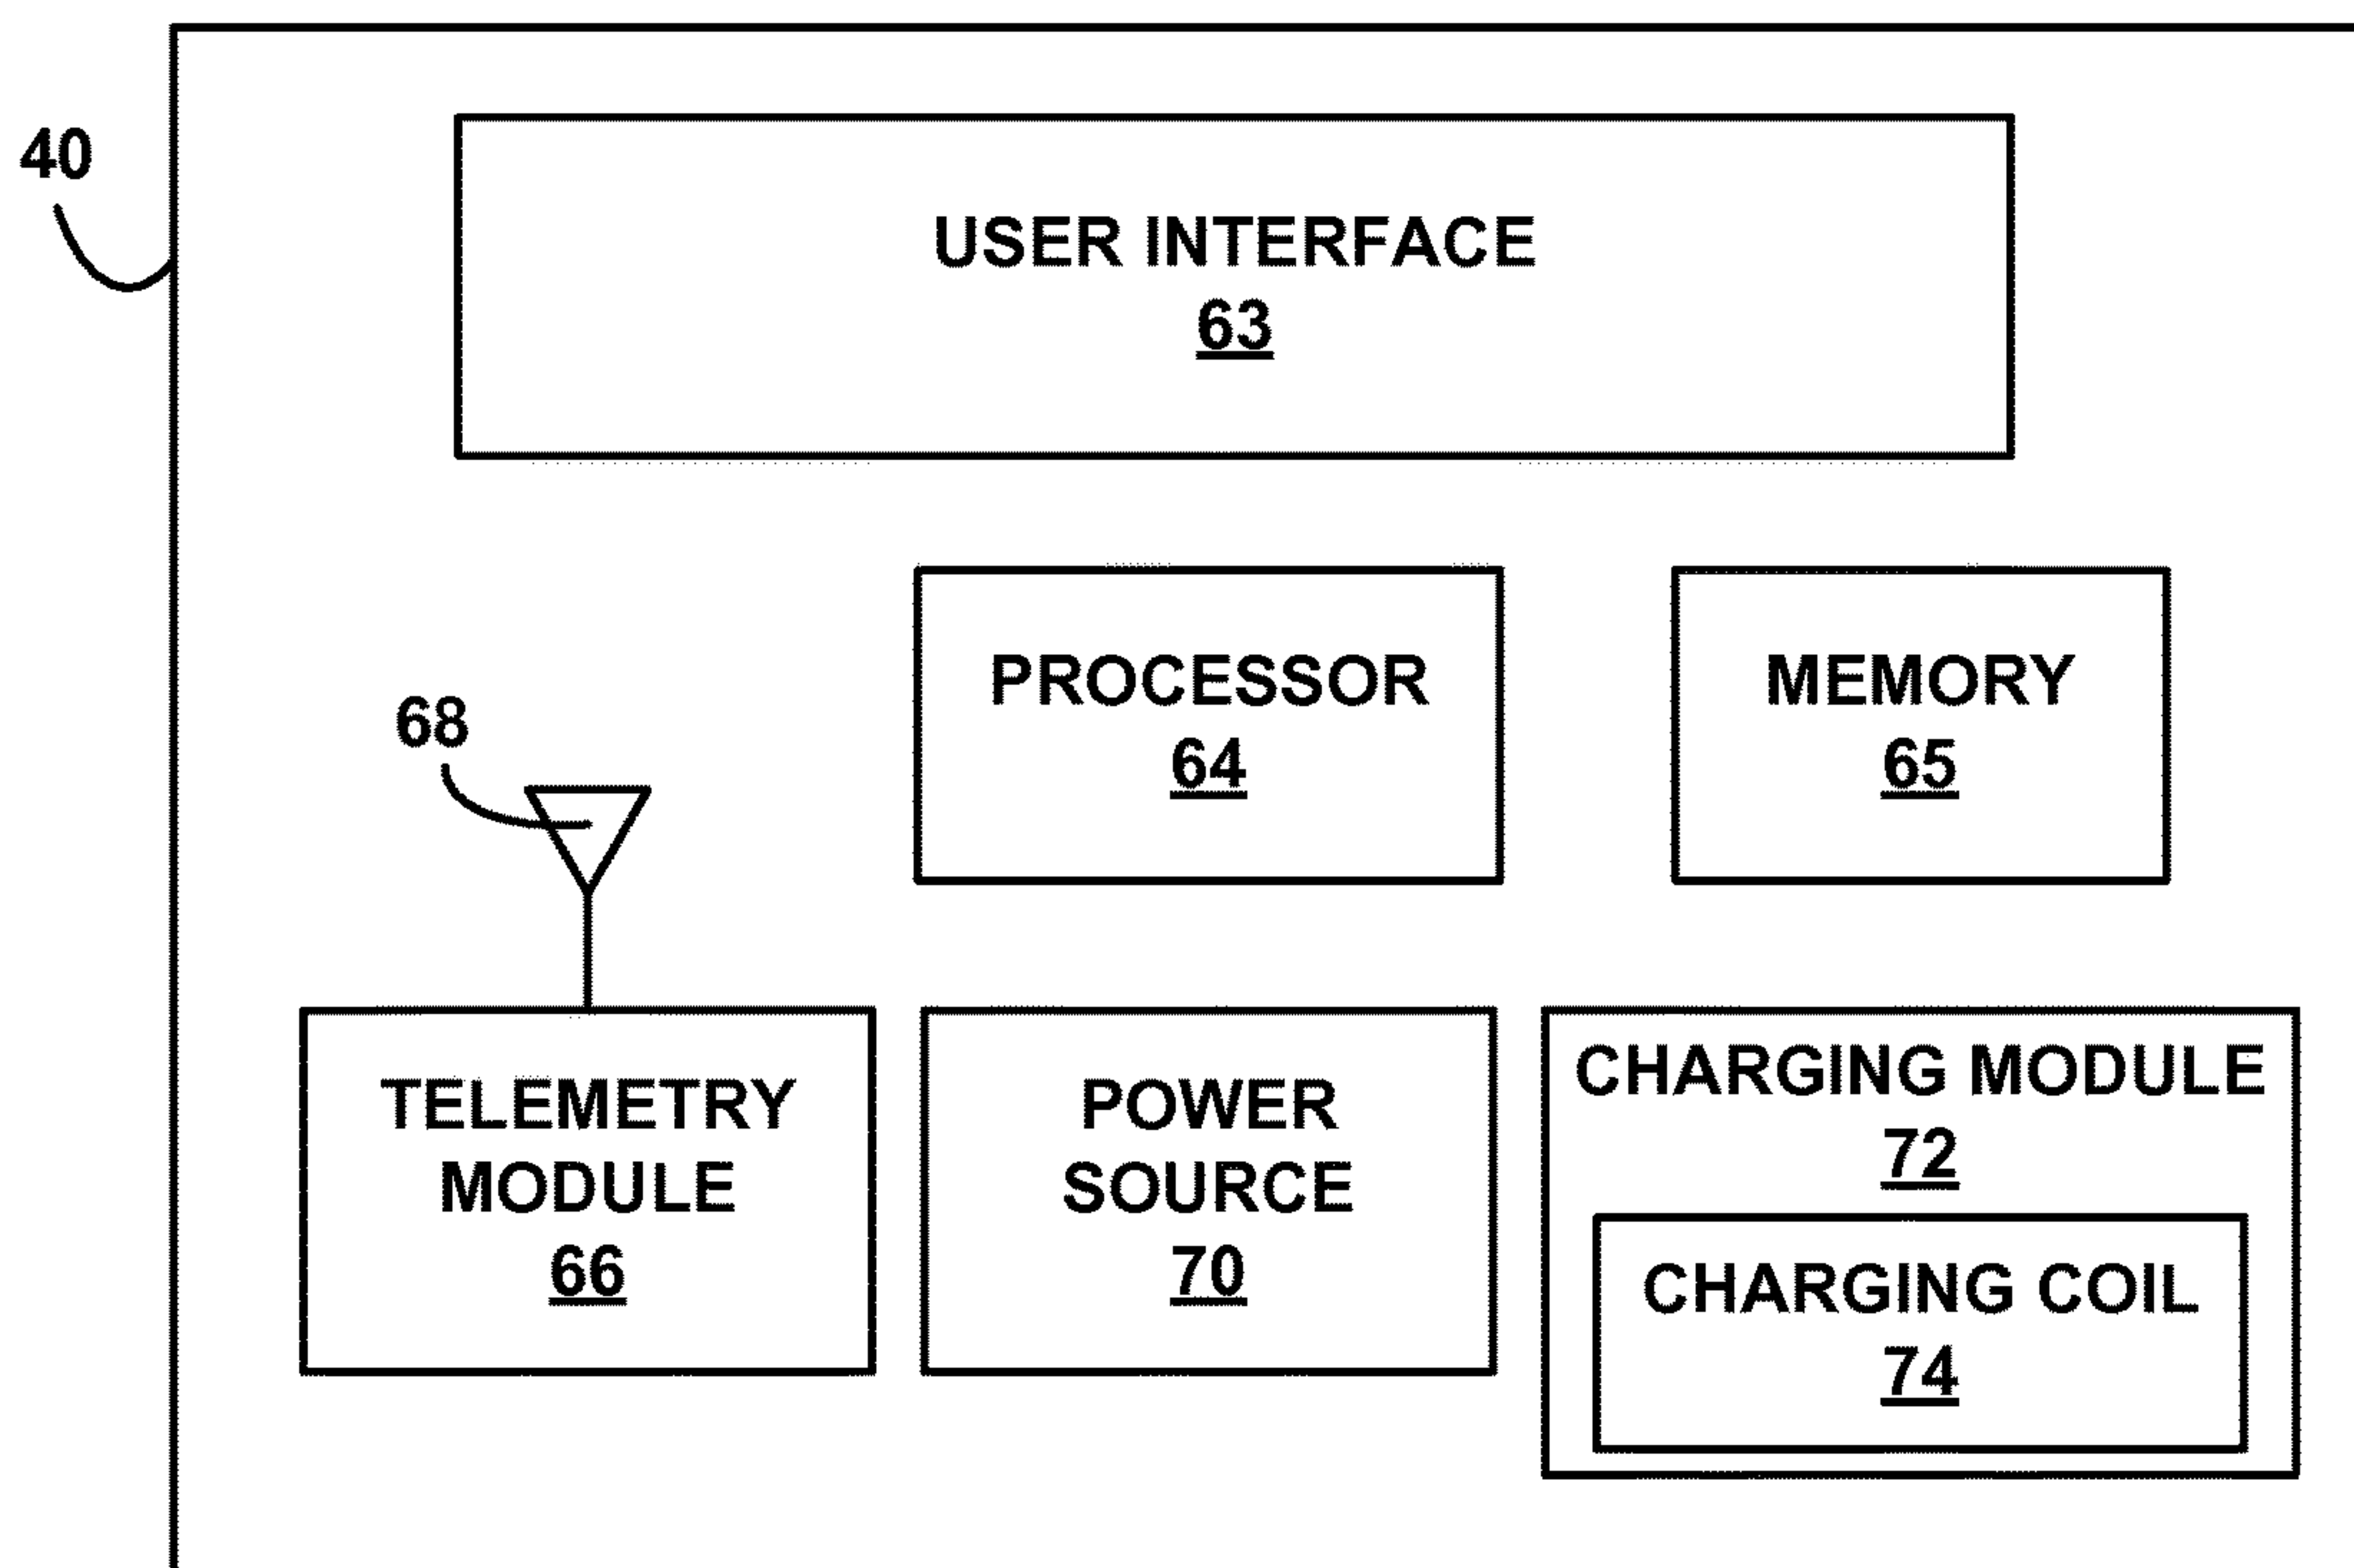 40
USER INTERFACE
63
PROCESSOR
64
MEMORY
65
68
TELEMETRY
MODULE
66
POWER
SOURCE
70
CHARGING MODULE
72
CHARGING COIL
74